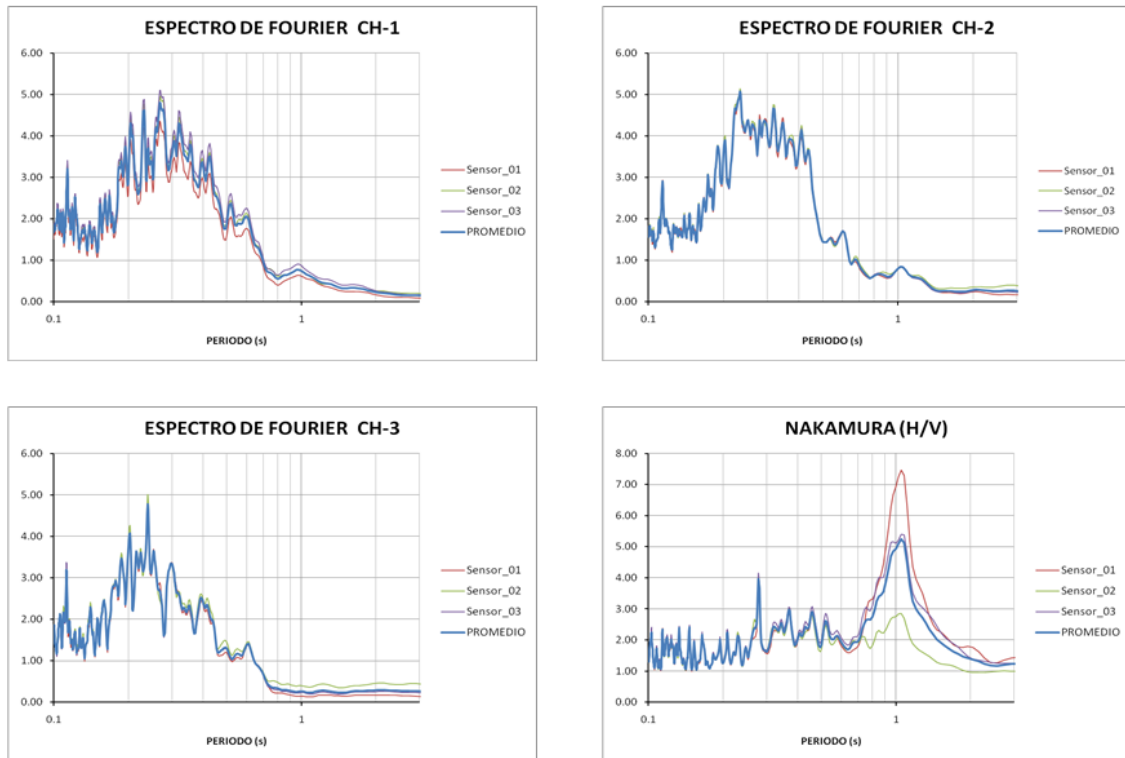 ESPECTRO DE FOURIER CH-1
6.00
5.00
4.00
3.00
2.00
1.00
0.00
0.1
1
PERIODO (s)
Sensor_01
Sensor_02
Sensor_03
PROMEDIO
ESPECTRO DE FOURIER CH-2
6.00
5.00
4.00
3.00
2.00
1.00
0.00
0.1
1
PERIODO (s)
Sensor_01
Sensor_02
Sensor_03
PROMEDIO
ESPECTRO DE FOURIER CH-3
6.00
5.00
4.00
3.00
2.00
1.00
0.00
0.1
1
PERIODO (s)
Sensor_01
Sensor_02
Sensor_03
PROMEDIO
NAKAMURA (H/V)
8.00
7.00
6.00
5.00
4.00
3.00
2.00
1.00
0.00
0.1
1
PERIODO (s)
Sensor_01
Sensor_02
Sensor_03
PROMEDIO